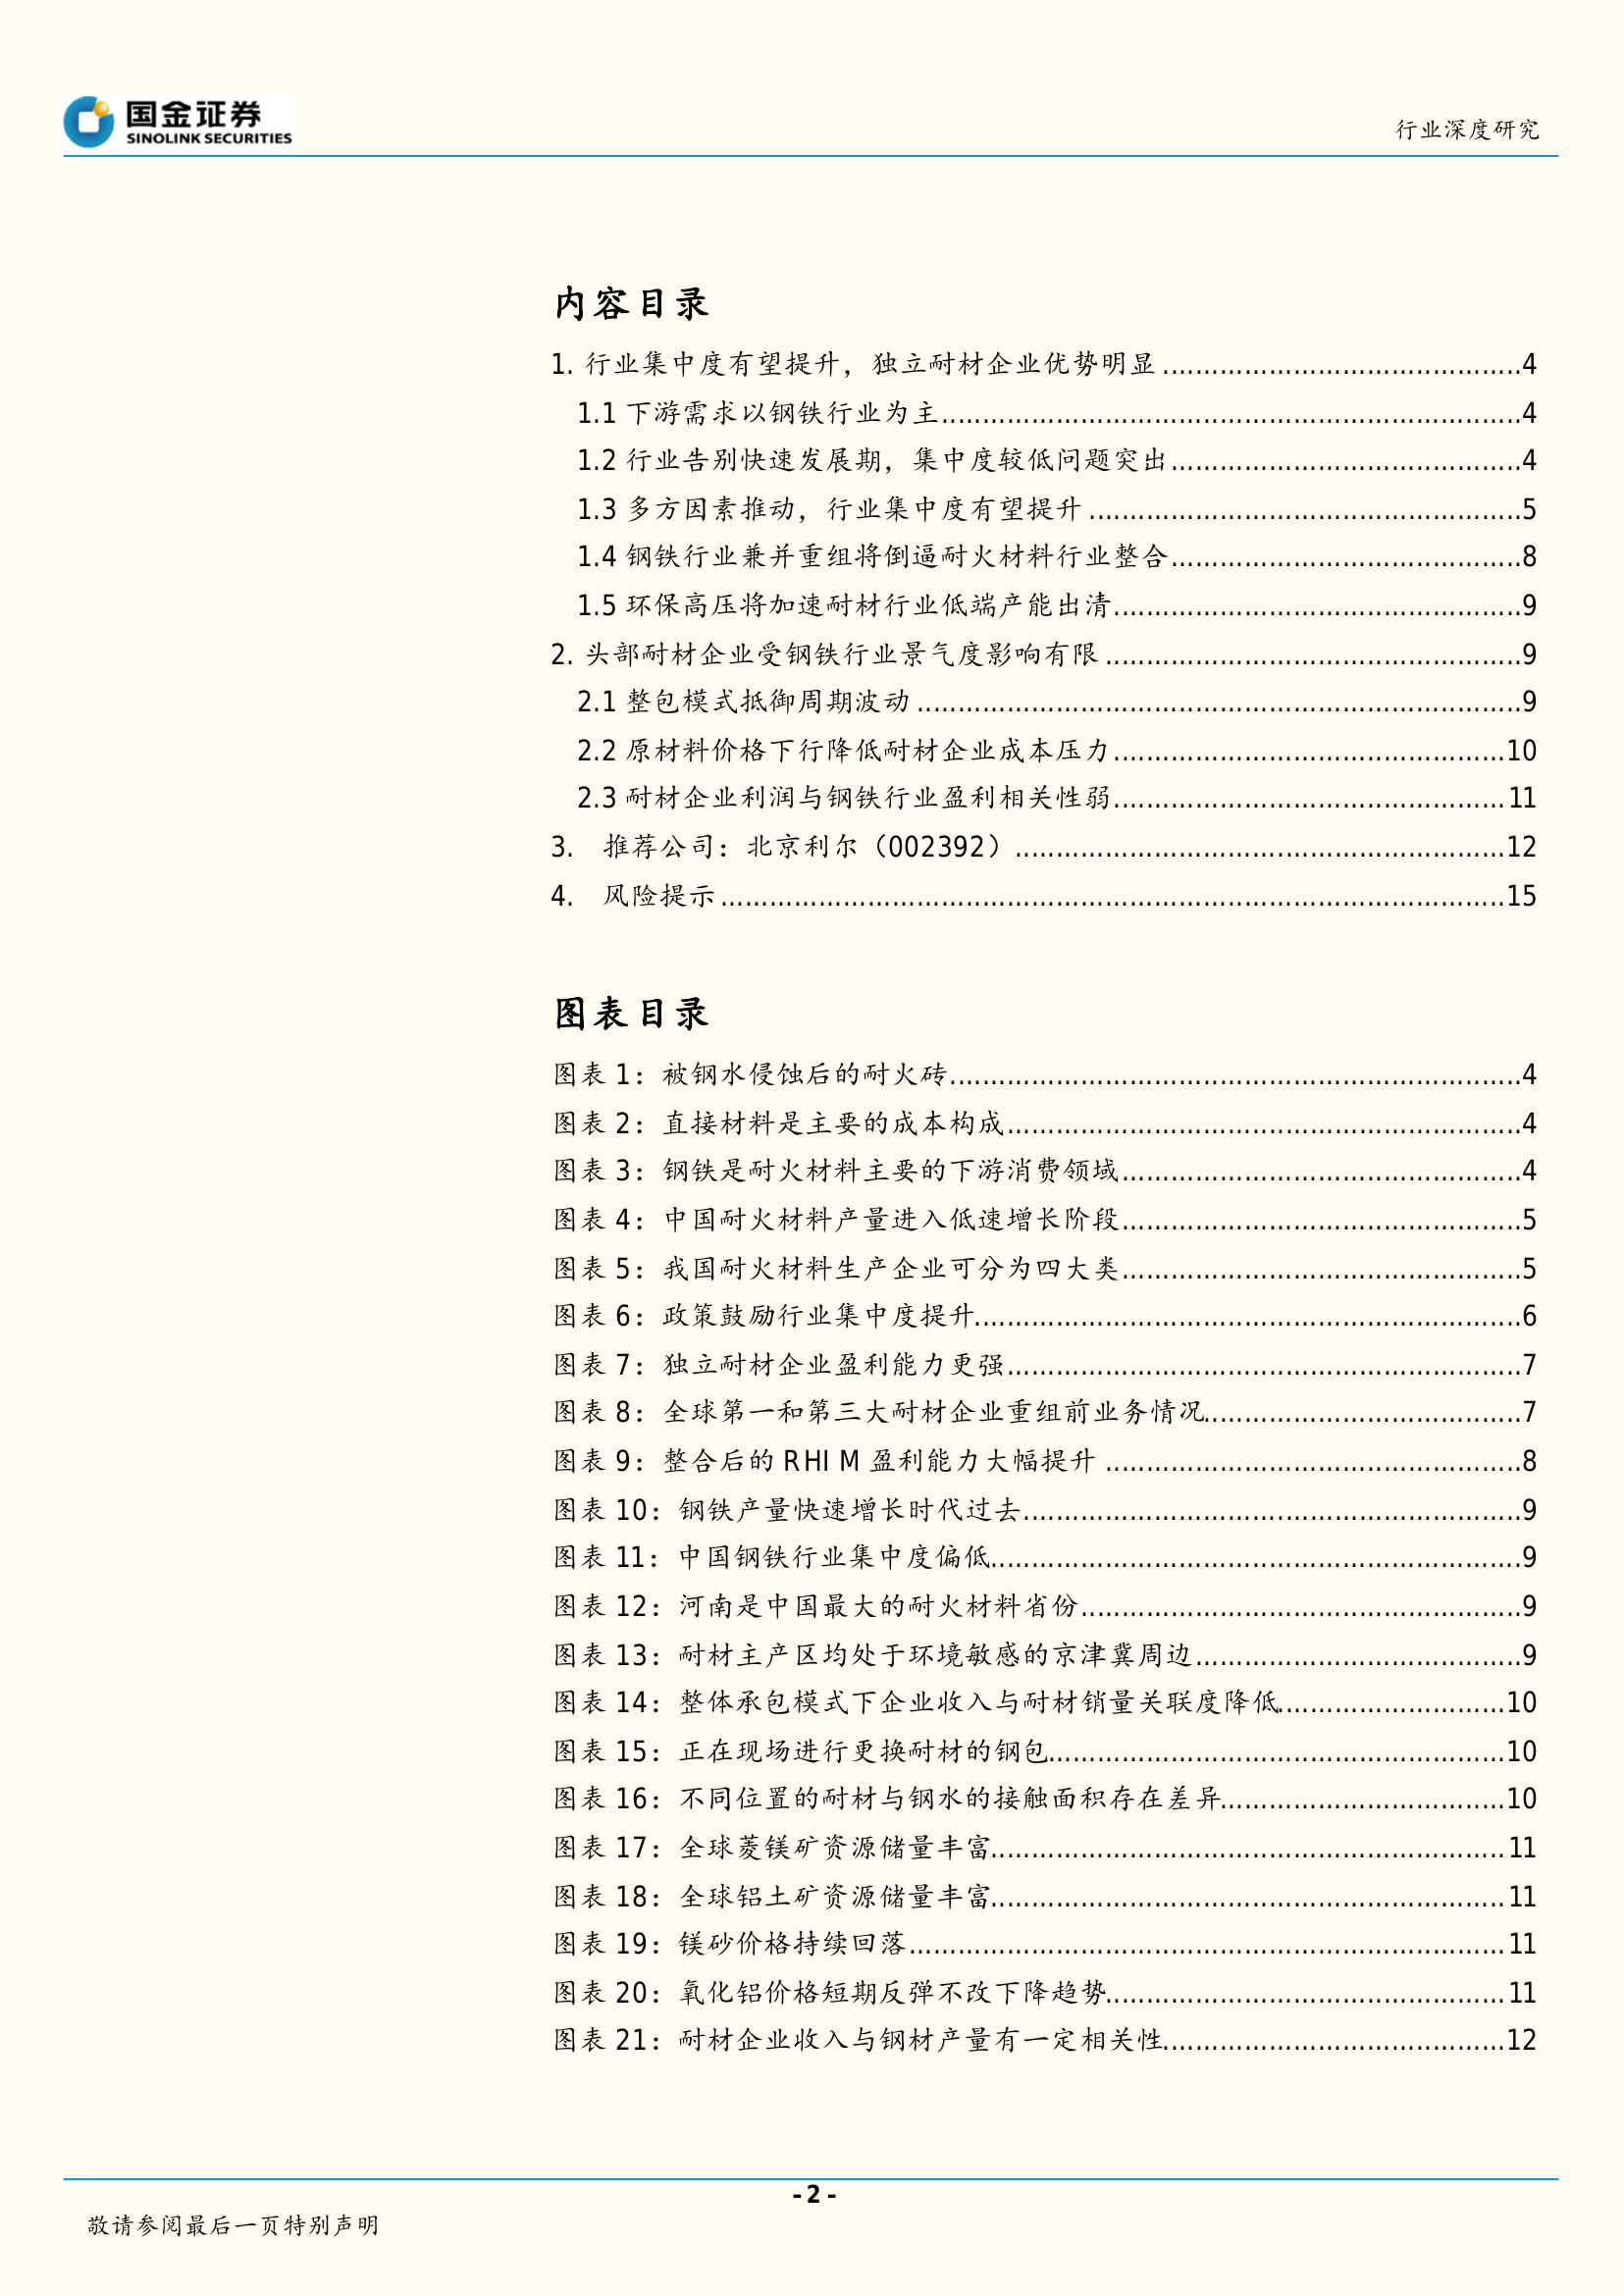 国金证券
SINOLINK SECURITIES
行业深度研究
内容目录
1. 行业集中度有望提升，独立耐材企业优势明显 ............................................4
1.1 下游需求以钢铁行业为主......................................................................4
1.2 行业告别快速发展期，集中度较低问题突出...........................................4
1.3 多方因素推动，行业集中度有望提升 .....................................................5
1.4 钢铁行业兼并重组将倒逼耐火材料行业整合...........................................8
1.5 环保高压将加速耐材行业低端产能出清..................................................9
2. 头部耐材企业受钢铁行业景气度影响有限 ...................................................9
2.1 整包模式抵御周期波动 .........................................................................9
2.2 原材料价格下行降低耐材企业成本压力................................................10
2.3 耐材企业利润与钢铁行业盈利相关性弱................................................11
3. 推荐公司：北京利尔（002392）............................................................12
4. 风险提示 ................................................................................................15
图表目录
图表 1：被钢水侵蚀后的耐火砖......................................................................4
图表 2：直接材料是主要的成本构成...............................................................4
图表 3：钢铁是耐火材料主要的下游消费领域.................................................4
图表 4：中国耐火材料产量进入低速增长阶段.................................................5
图表 5：我国耐火材料生产企业可分为四大类.................................................5
图表 6：政策鼓励行业集中度提升...................................................................6
图表 7：独立耐材企业盈利能力更强...............................................................7
图表 8：全球第一和第三大耐材企业重组前业务情况.......................................7
图表 9：整合后的 RHI M 盈利能力大幅提升 ...................................................8
图表 10：钢铁产量快速增长时代过去.............................................................9
图表 11：中国钢铁行业集中度偏低.................................................................9
图表 12：河南是中国最大的耐火材料省份......................................................9
图表 13：耐材主产区均处于环境敏感的京津冀周边........................................9
图表 14：整体承包模式下企业收入与耐材销量关联度降低............................10
图表 15：正在现场进行更换耐材的钢包........................................................10
图表 16：不同位置的耐材与钢水的接触面积存在差异...................................10
图表 17：全球菱镁矿资源储量丰富...............................................................11
图表 18：全球铝土矿资源储量丰富...............................................................11
图表 19：镁砂价格持续回落.........................................................................11
图表 20：氧化铝价格短期反弹不改下降趋势.................................................11
图表 21：耐材企业收入与钢材产量有一定相关性..........................................12
- 2 -
敬请参阅最后一页特别声明